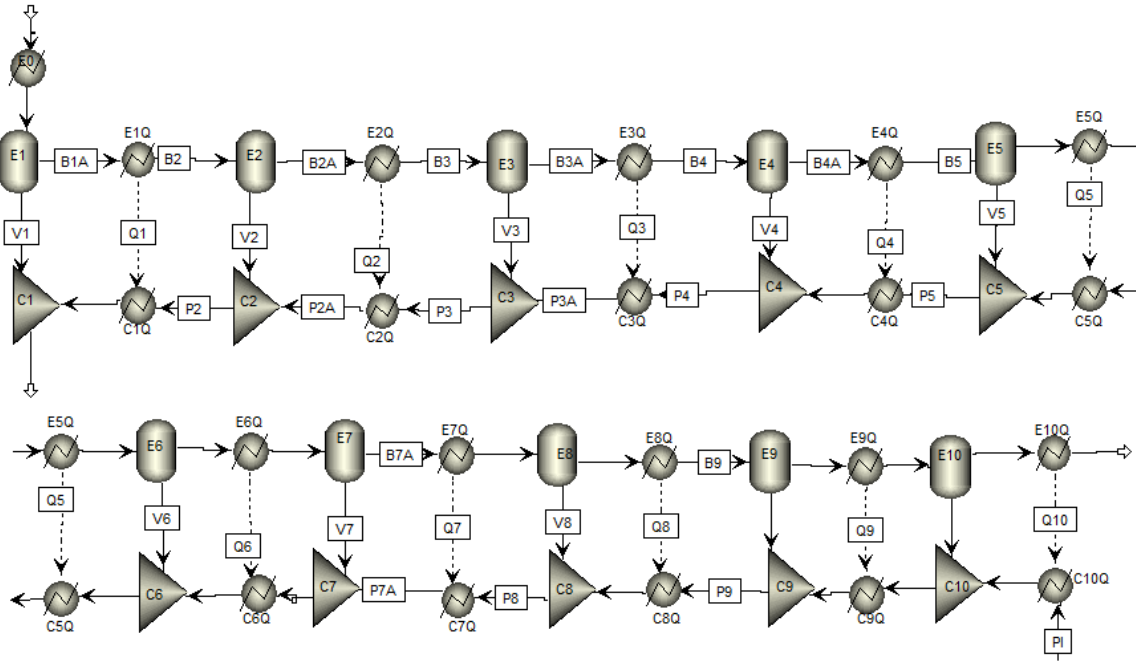 E0
E1Q E2Q E3Q E4Q E5Q
E1 B1A B2 E2 B2A B3 E3 B3A B4 E4 B4A B5 E5
V1 Q1 V2 Q2 V3 Q3 V4 Q4 V5 Q5
C1 P2 C2 P2A P3 C3 P3A P4 C4 P5 C5
C1Q C2Q C3Q C4Q C5Q
E5Q E6Q E7Q E8Q E9Q E10Q
E6 E7 B7A E8 B9 E9 E10
Q5 V6 Q6 V7 Q7 V8 Q8 Q9 Q10
C6 C7 P7A P8 C8 P9 C9 C10 C10Q
C5Q C6Q C7Q C8Q C9Q
PI